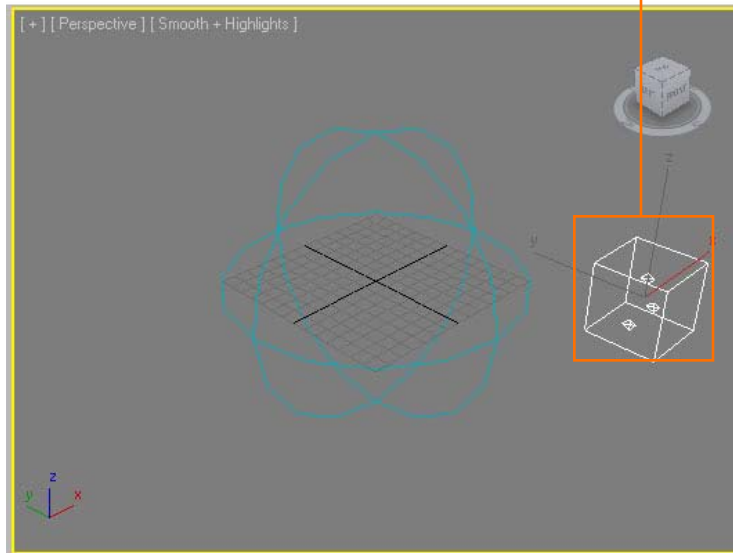 [ + ] [ Perspective ] [ Smooth + Highlights ]
z
y
x
z
y
x